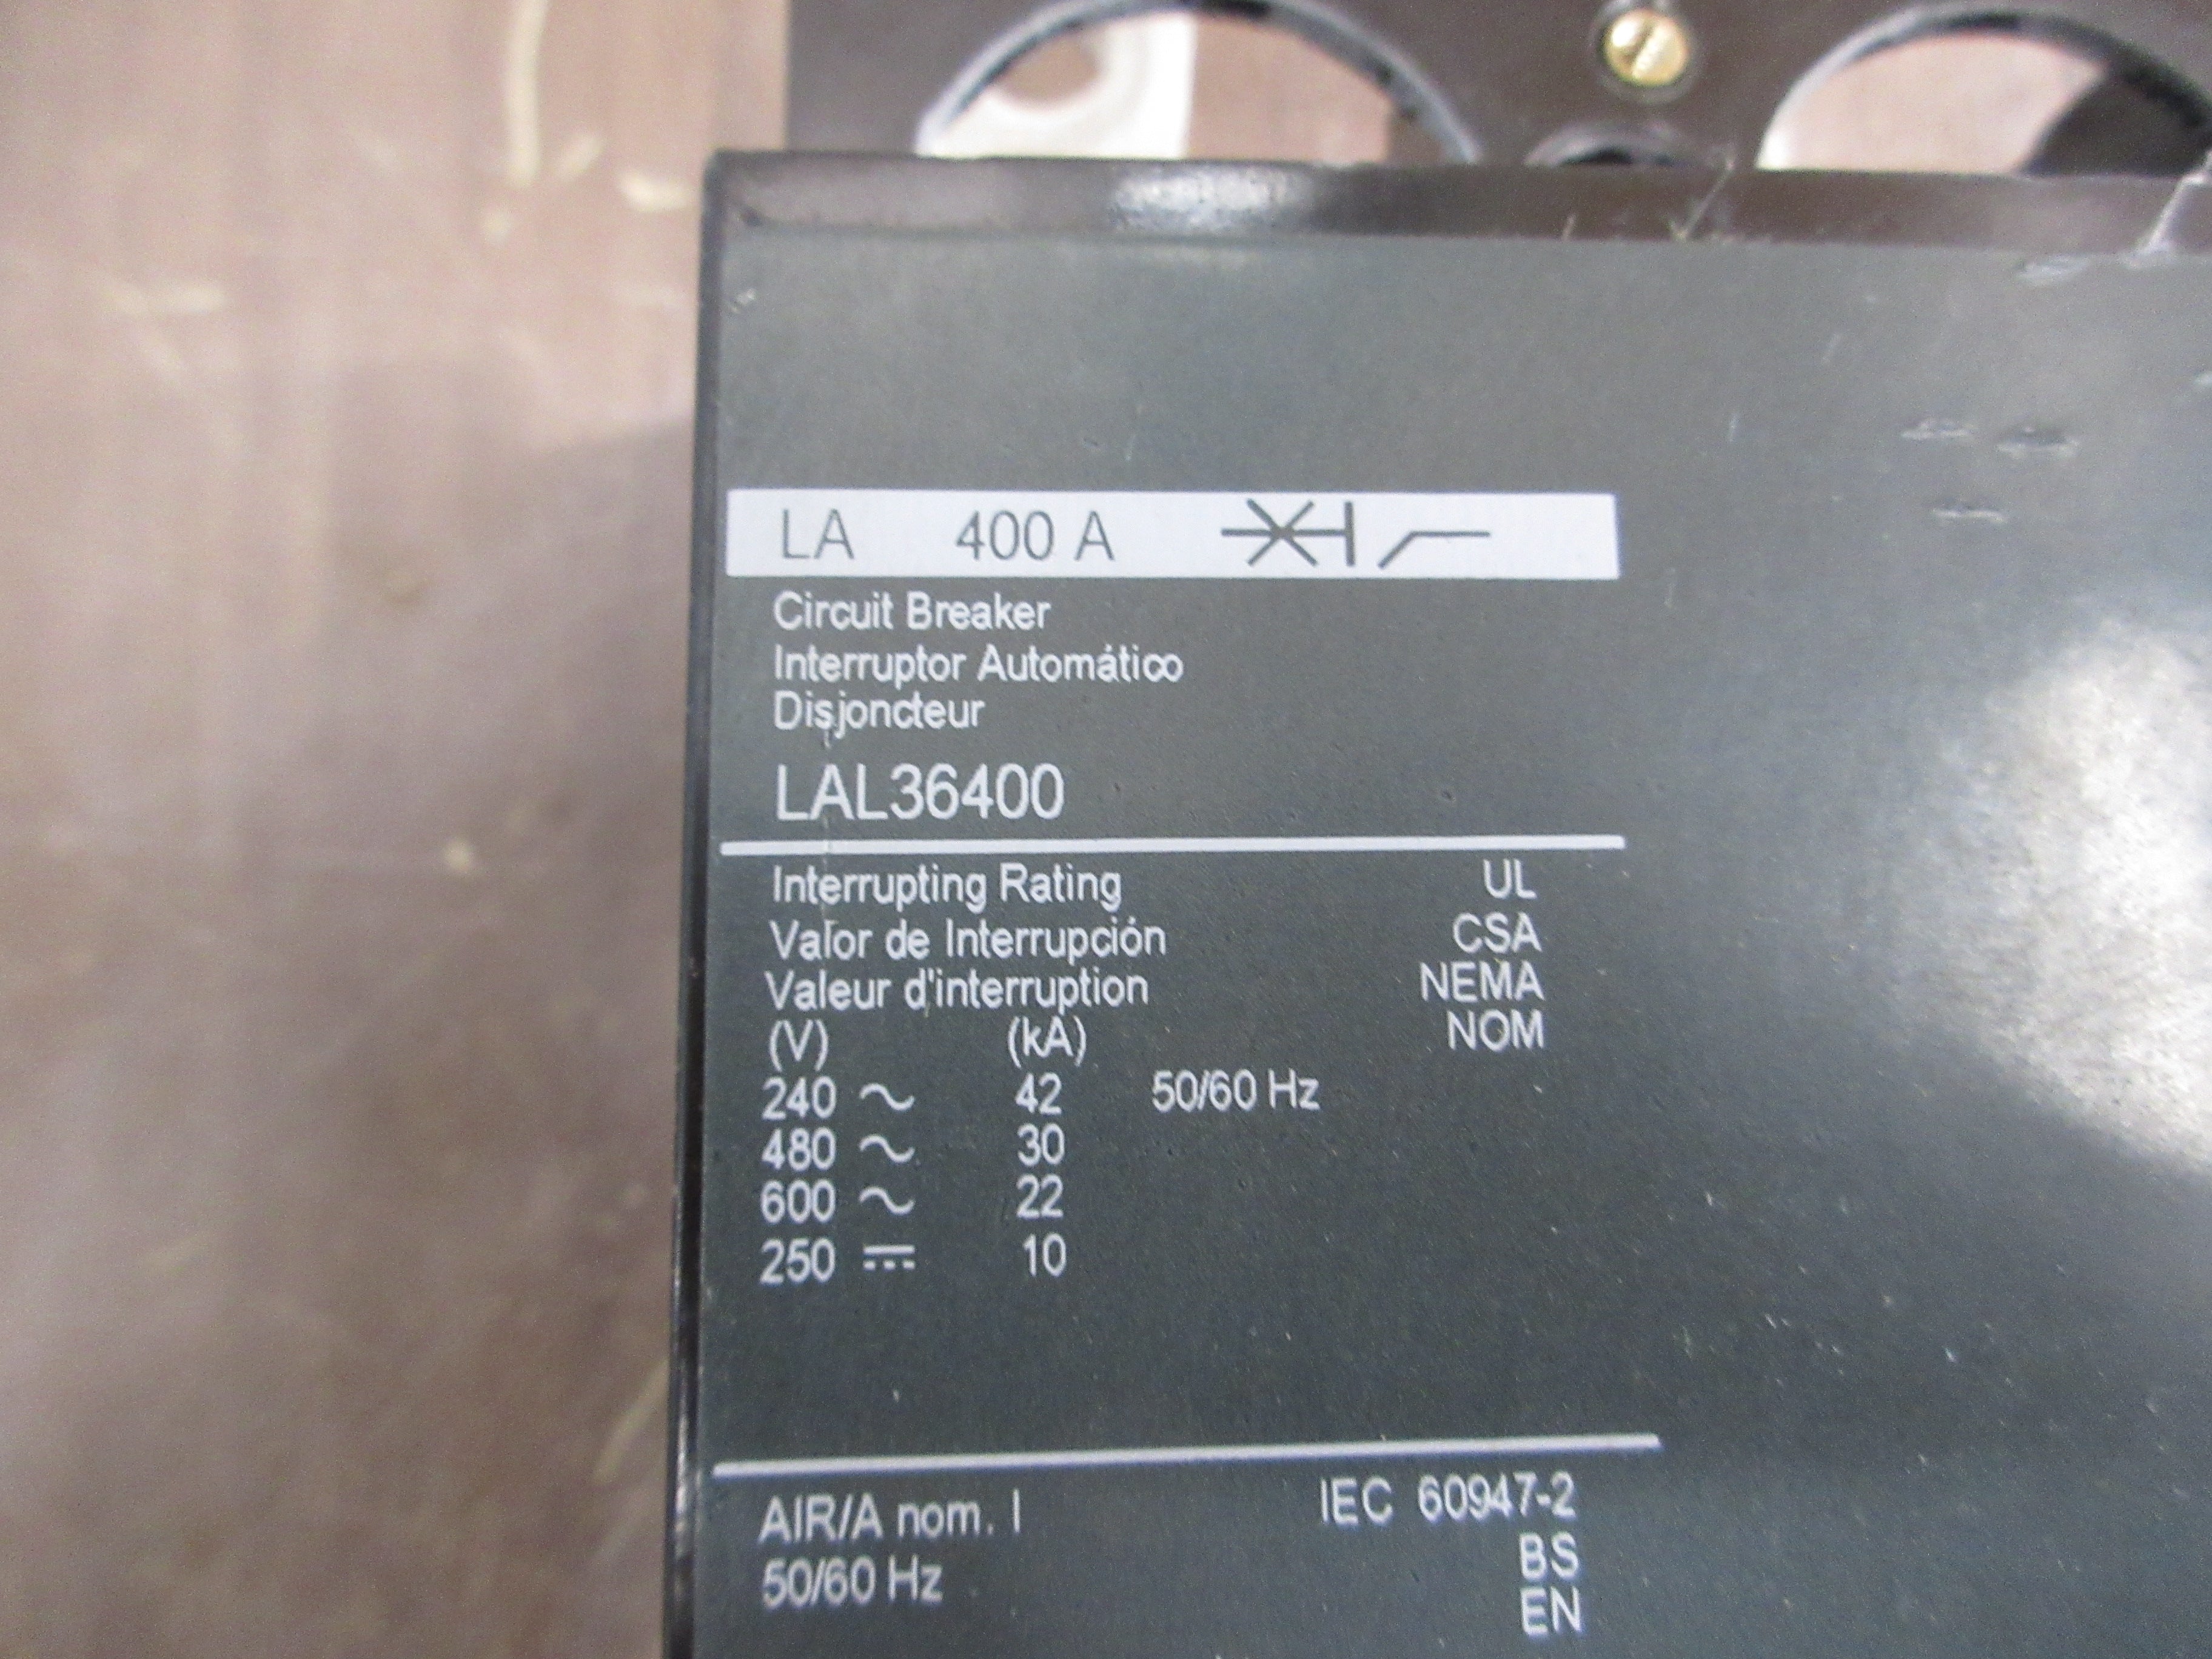 LA 400 A
Circuit Breaker
Interruptor Automático
Disjoncteur
LAL36400
Interrupting Rating UL
Valor de Interrupción CSA
Valeur d'interruption NEMA
(V) (kA) NOM
240 ~ 42 50/60 Hz
480 ~ 30
600 ~ 22
250 ⎓ 10
AIR/A nom. I IEC 60947-2
50/60 Hz BS
EN